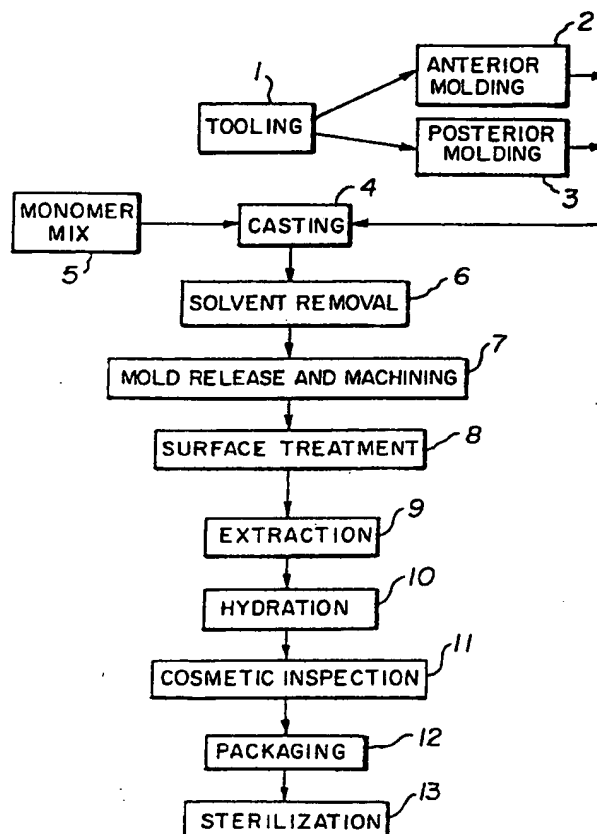 2
ANTERIOR
MOLDING
1
TOOLING
POSTERIOR
MOLDING
3
4
MONOMER
MIX
5
CASTING
6
SOLVENT REMOVAL
7
MOLD RELEASE AND MACHINING
8
SURFACE TREATMENT
9
EXTRACTION
10
HYDRATION
11
COSMETIC INSPECTION
12
PACKAGING
13
STERILIZATION